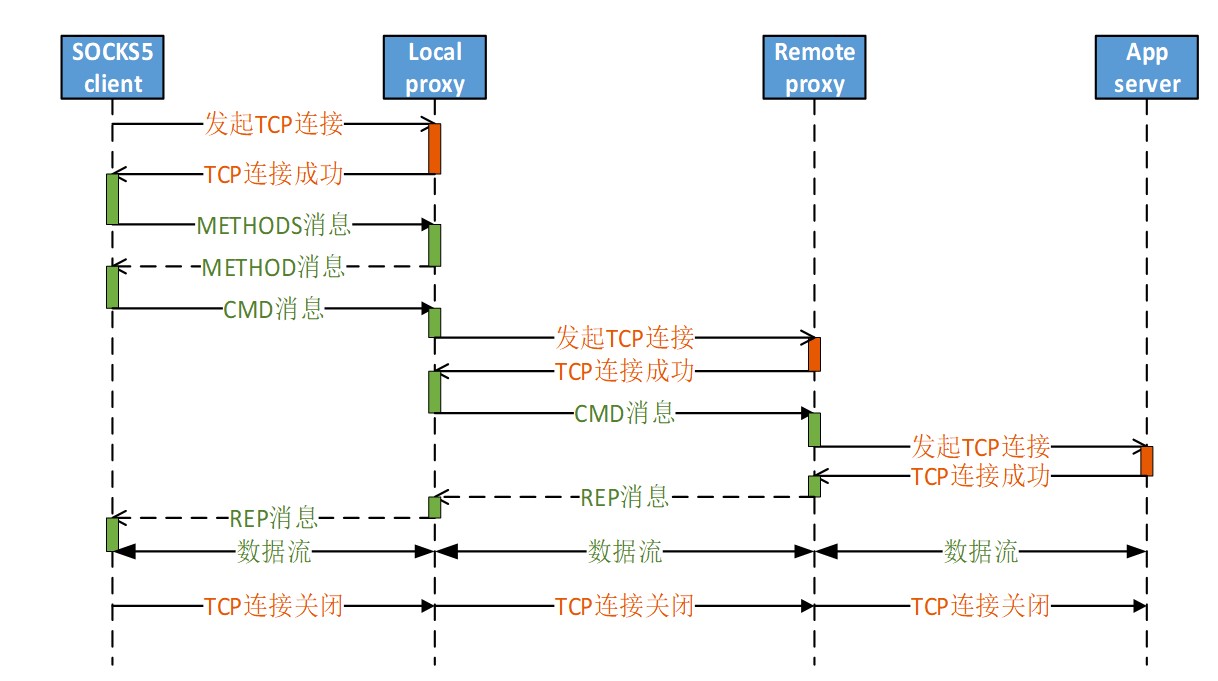 SOCKS5
client
Local
proxy
Remote
proxy
App
server
发起TCP连接
TCP连接成功
METHODS消息
METHOD消息
CMD消息
发起TCP连接
TCP连接成功
CMD消息
发起TCP连接
TCP连接成功
REP消息
REP消息
数据流
数据流
数据流
TCP连接关闭
TCP连接关闭
TCP连接关闭